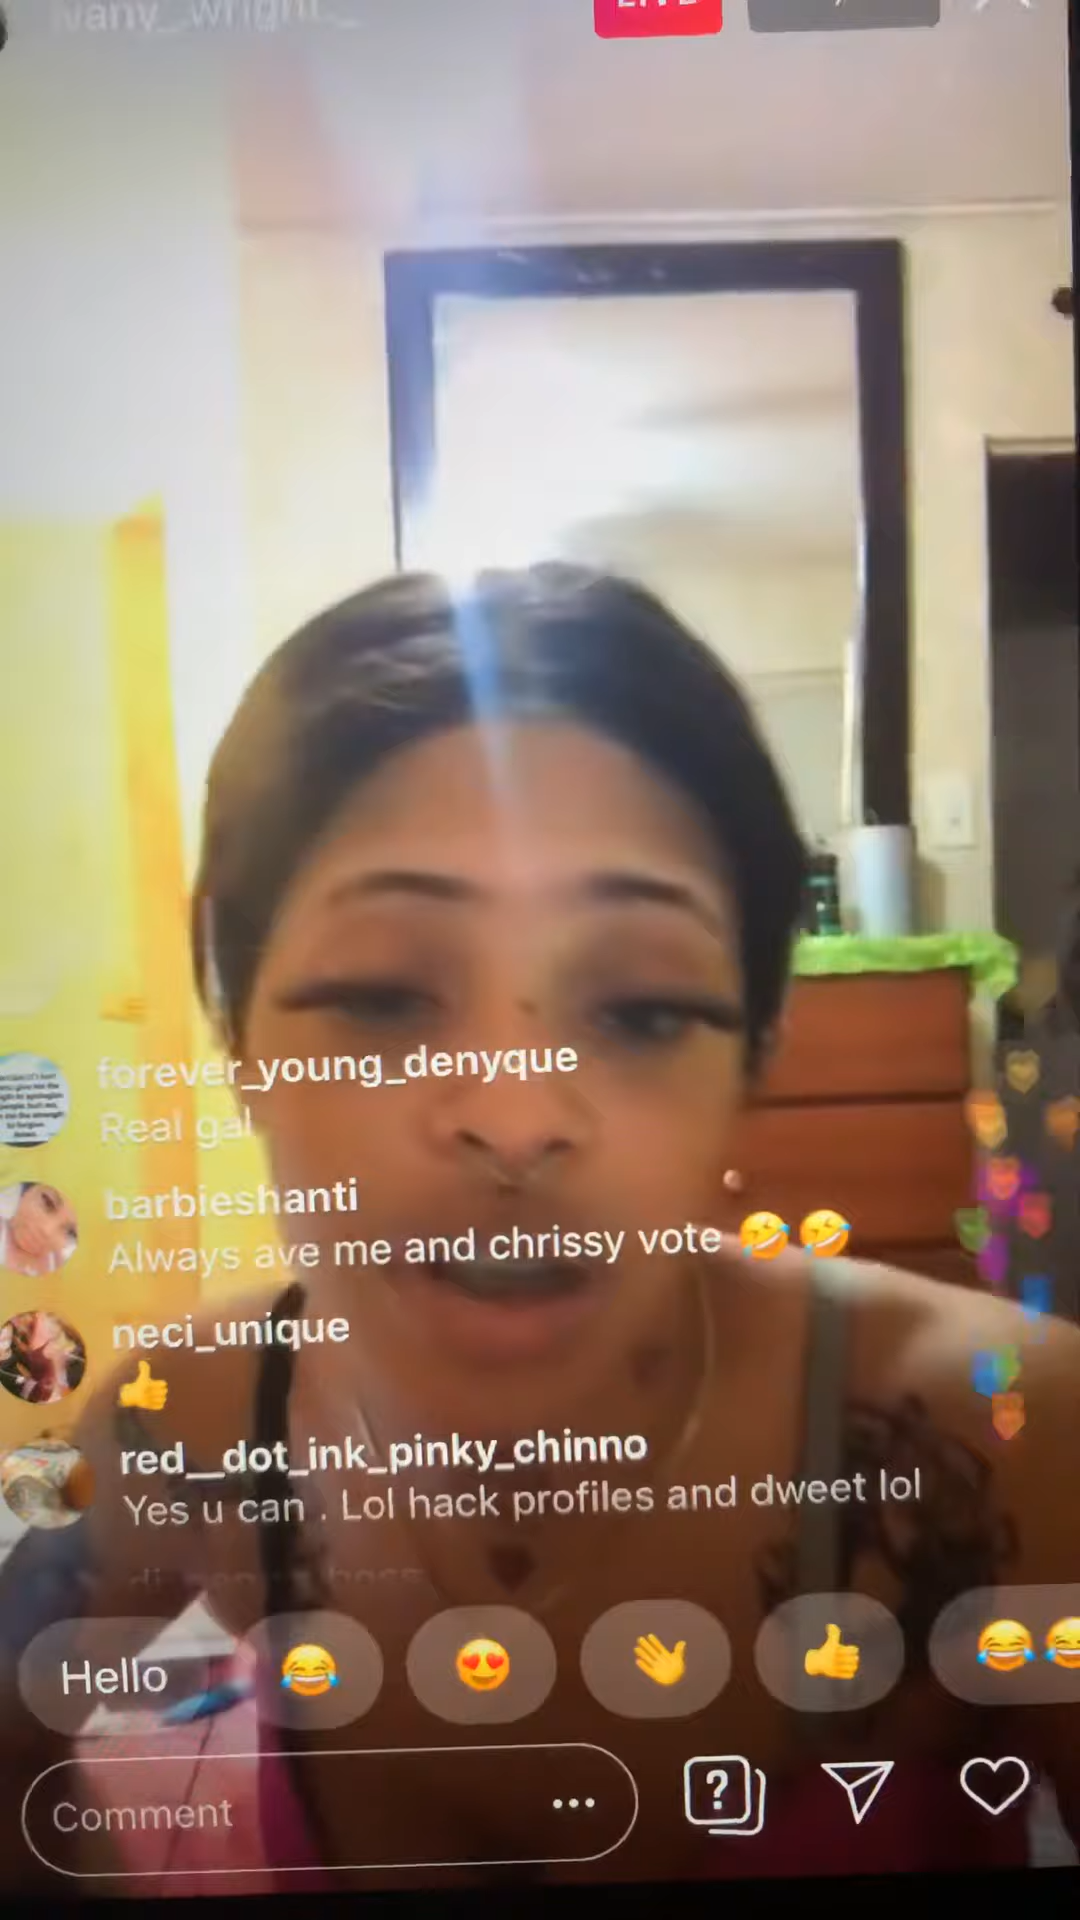 LIVE
forever_young_denyque
Real gal
barbieshanti
Always ave me and chrissy vote 🤣🤣
neci_unique
👍
red__dot_ink_pinky_chinno
Yes u can . Lol hack profiles and dweet lol
Hello 😂 😍 👋 👍 😂😂
Comment ...
?